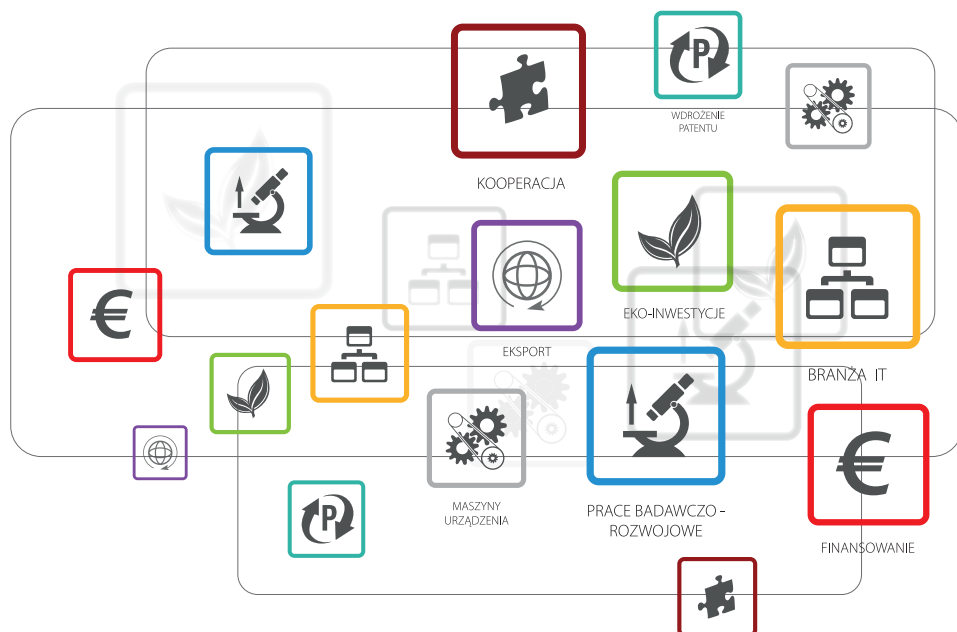 P
WDROŻENIE
PATENTU
KOOPERACJA
EKO-INWESTYCJE
€
EKSPORT
BRANŻA IT
€
MASZYNY
URZĄDZENIA
PRACE BADAWCZO -
ROZWOJOWE
P
FINANSOWANIE